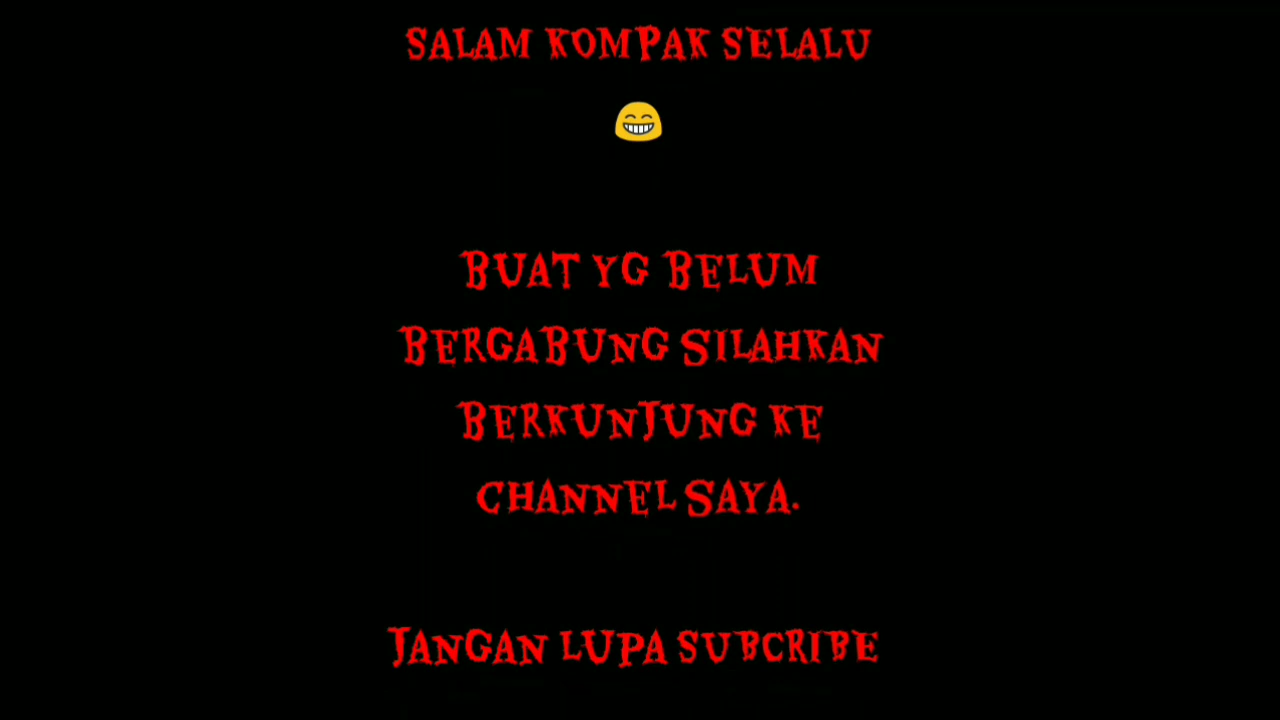 SALAM KOMPAK SELALU
😁
BUAT YG BELUM
BERGABUNG SILAHKAN
BERKUNJUNG KE
CHANNEL SAYA.
JANGAN LUPA SUBCRIBE